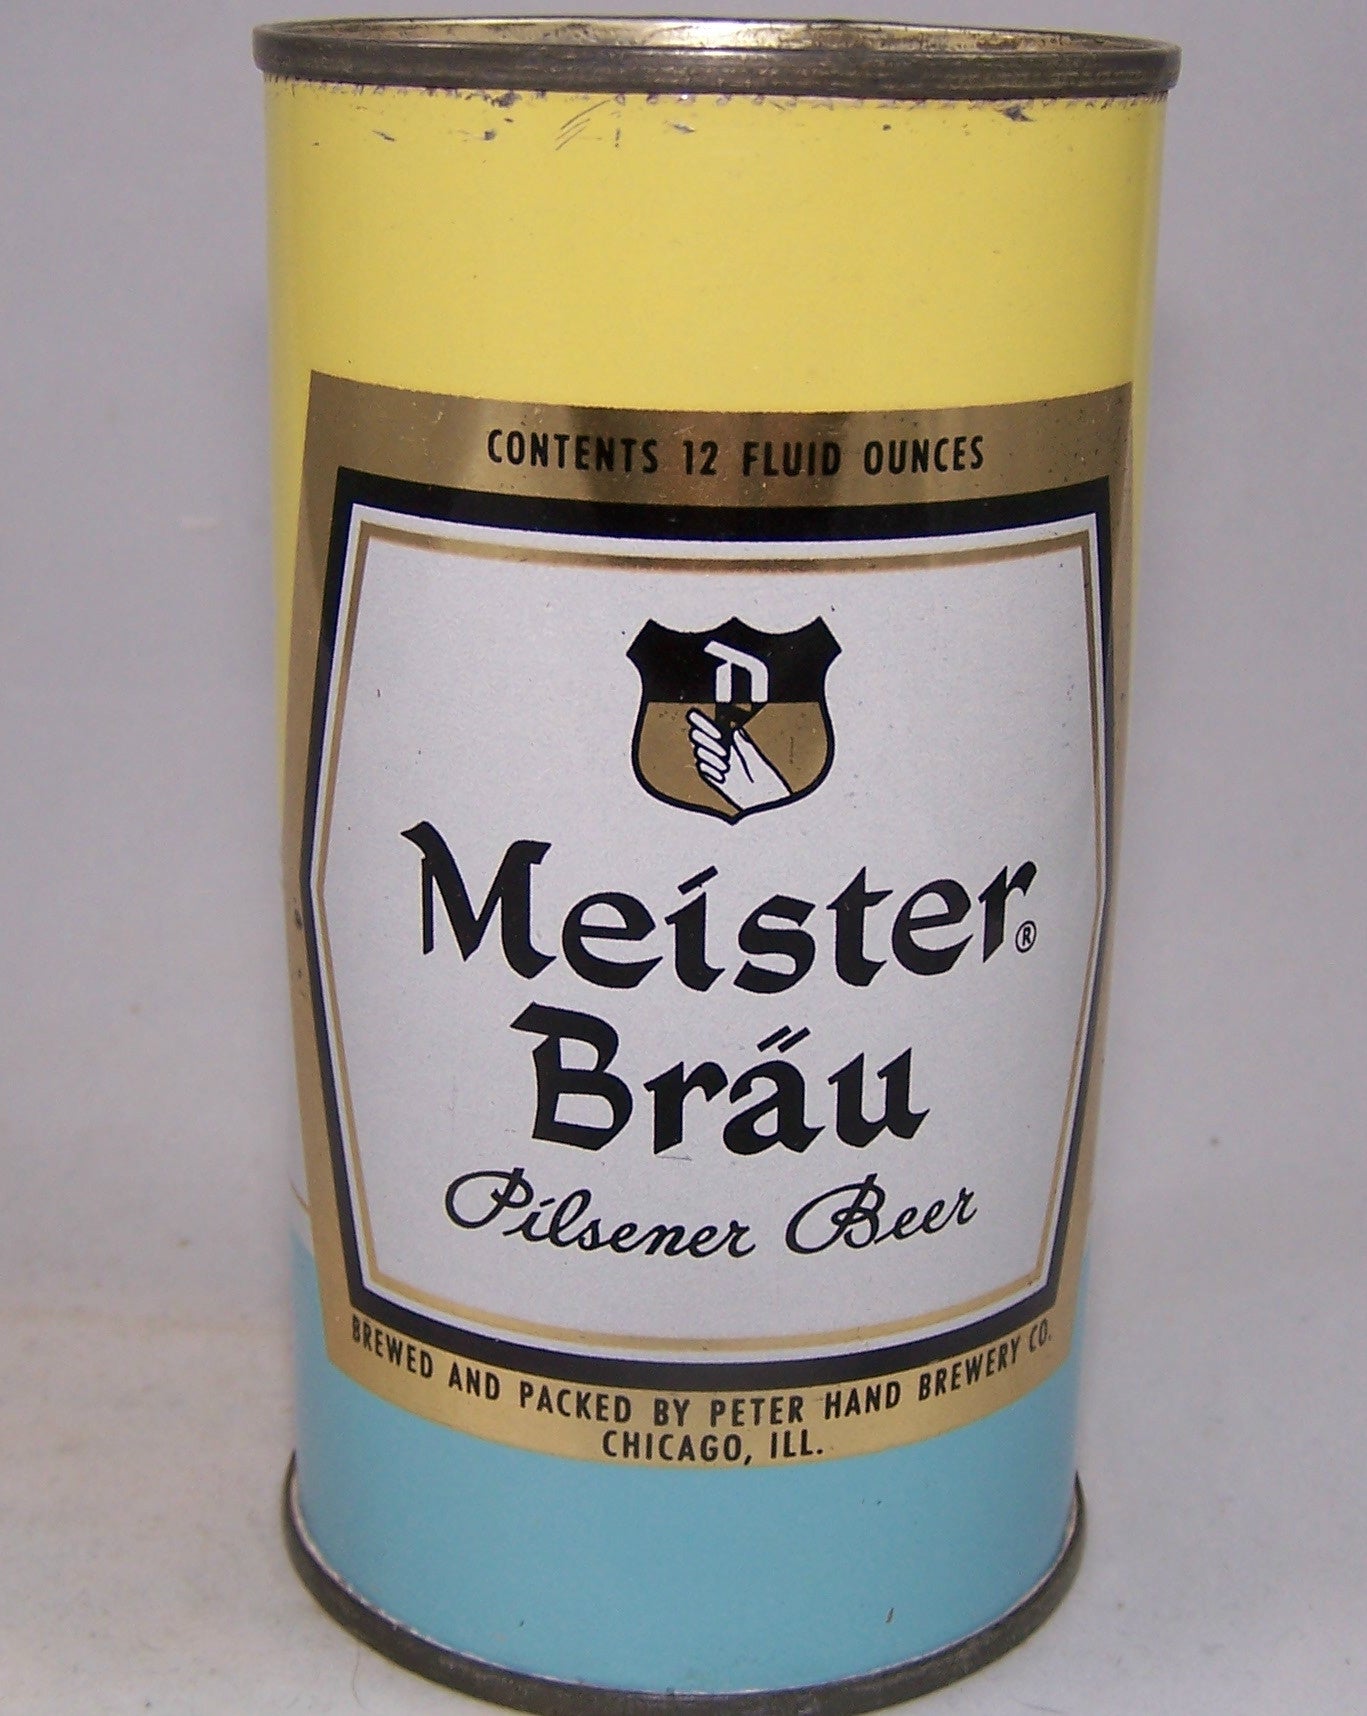 CONTENTS 12 FLUID OUNCES
Meister®
Bräu
Pilsener Beer
BREWED AND PACKED BY PETER HAND BREWERY CO.
CHICAGO, ILL.